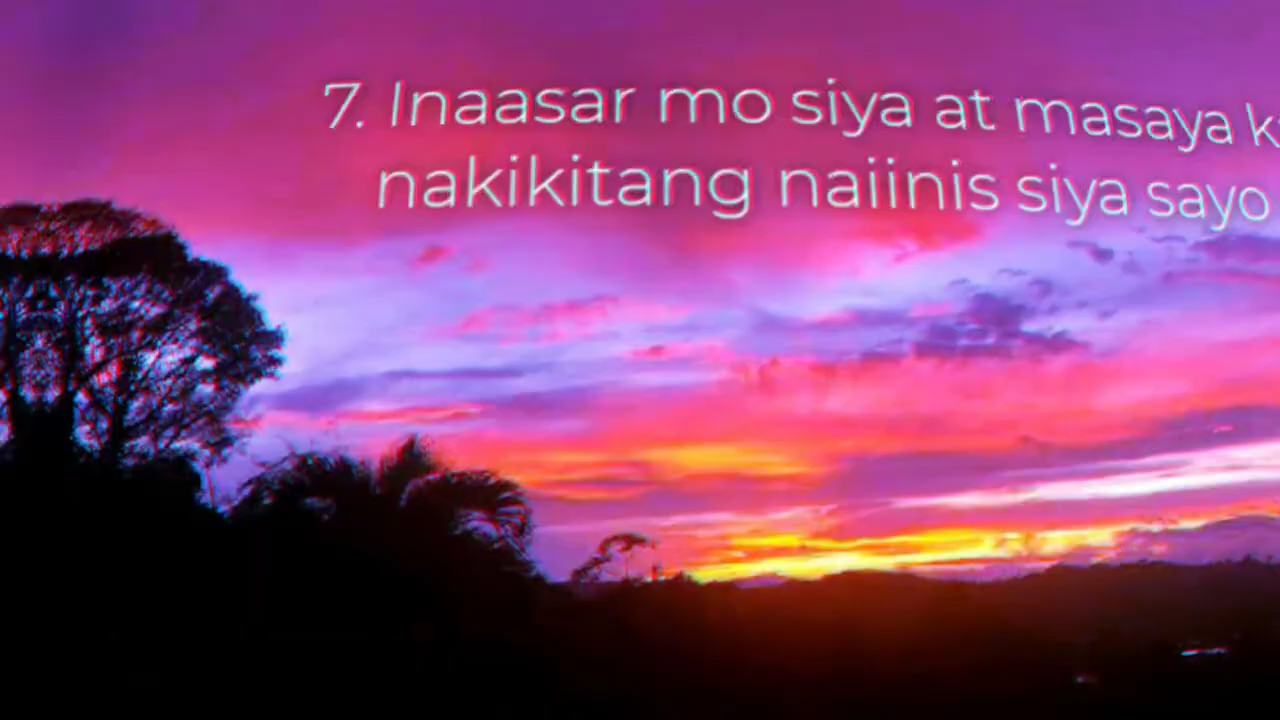 7. Inaasar mo siya at masaya
nakikitang naiinis siya sayo